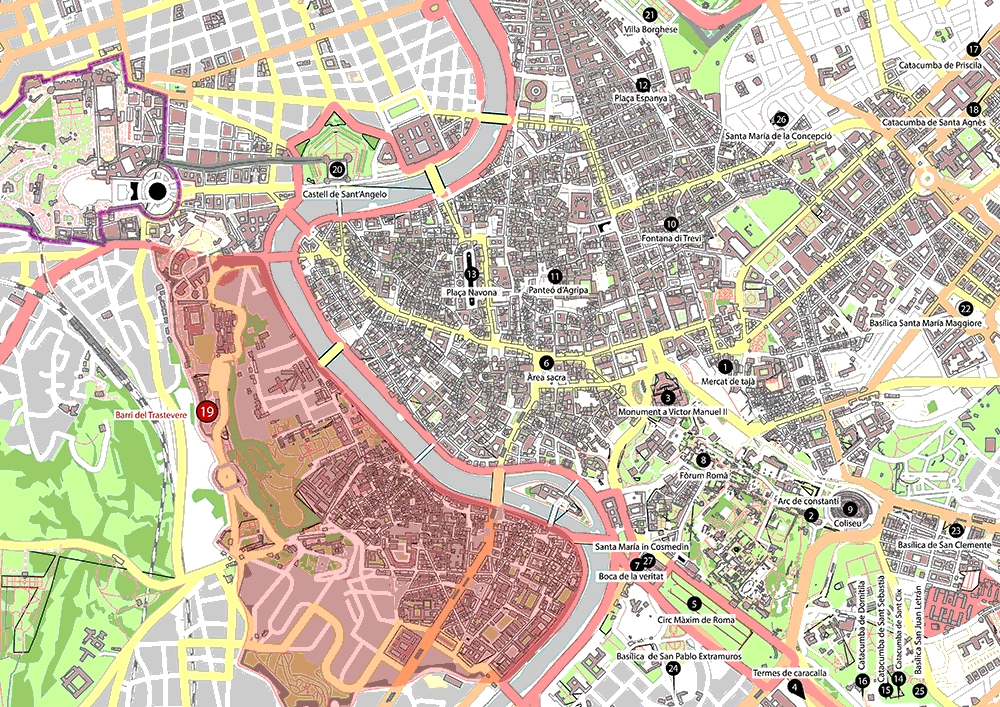 21
Villa Borghese
17
Catacumba de Priscila
12
Plaça Espanya
18
Catacumba de Santa Agnès
26
Santa María de la Concepció
20
Castell de Sant'Angelo
10
Fontana di Trevi
13
Plaça Navona
11
Panteó d'Agripa
22
Basílica Santa María Maggiore
6
Àrea sacra
1
Mercat de tajà
3
Monument a Víctor Manuel II
Barri del Trastevere
19
8
Fòrum Romà
Arc de constantí
2
9
Coliseu
23
Basílica de San Clemente
Santa María in Cosmedin
7
27
Boca de la veritat
5
Circ Màxim de Roma
Basílica de San Pablo Extramuros
24
Termes de caracalla
4
Catacumba de Domitila
16
Catacumba de Sant Sebastià
15
Catacumba de Sant Clix
14
Basílica San Juan Letrán
25